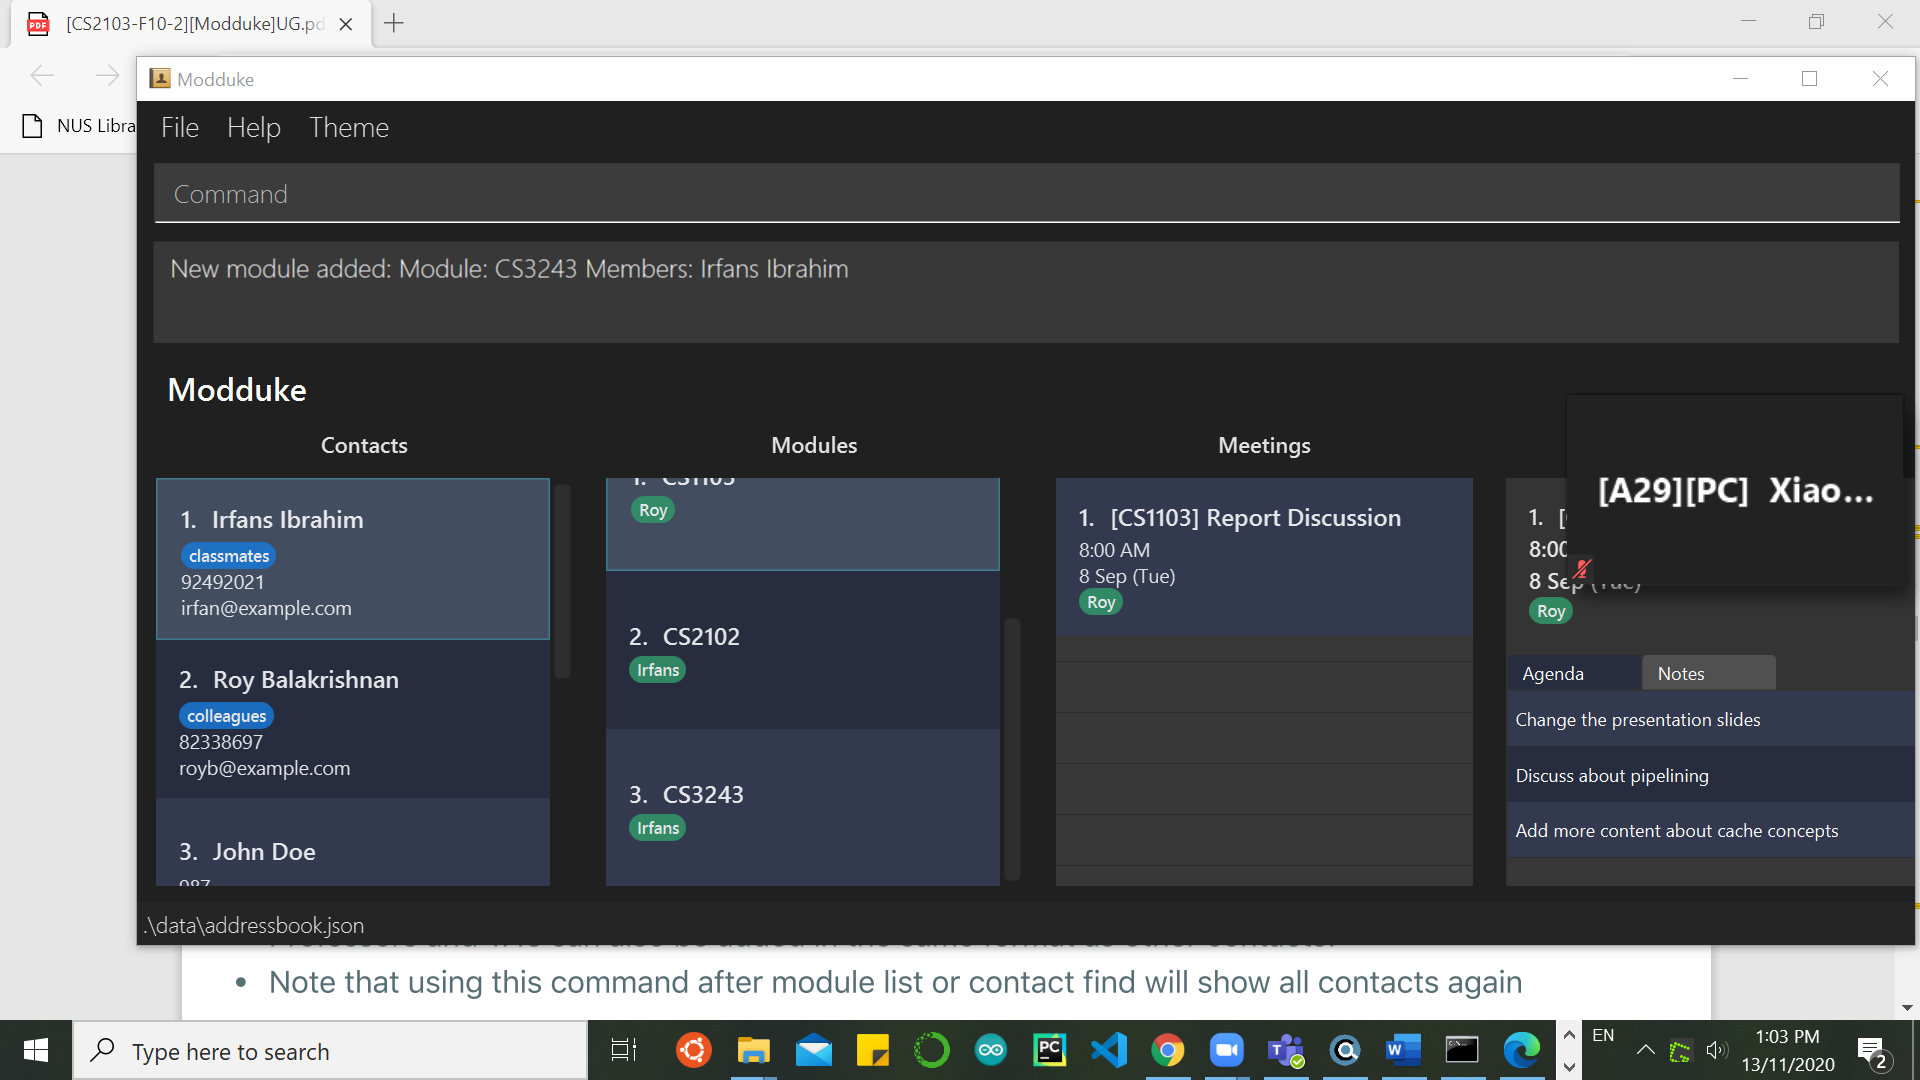 [CS2103-F10-2][Modduke]UG.pd
NUS Libra
Modduke
File Help Theme
Command
New module added: Module: CS3243 Members: Irfans Ibrahim
Modduke
Contacts
1. Irfans Ibrahim
classmates
92492021
irfan@example.com
2. Roy Balakrishnan
colleagues
82338697
royb@example.com
3. John Doe
987
Modules
1. CS1103
Roy
2. CS2102
Irfans
3. CS3243
Irfans
Meetings
1. [CS1103] Report Discussion
8:00 AM
8 Sep (Tue)
Roy
[A29][PC] Xiao...
1. [
8:00
8 Sep (Tue)
Roy
Agenda Notes
Change the presentation slides
Discuss about pipelining
Add more content about cache concepts
.\data\addressbook.json
• Note that using this command after module list or contact find will show all contacts again
Type here to search
EN
1:03 PM
13/11/2020
2